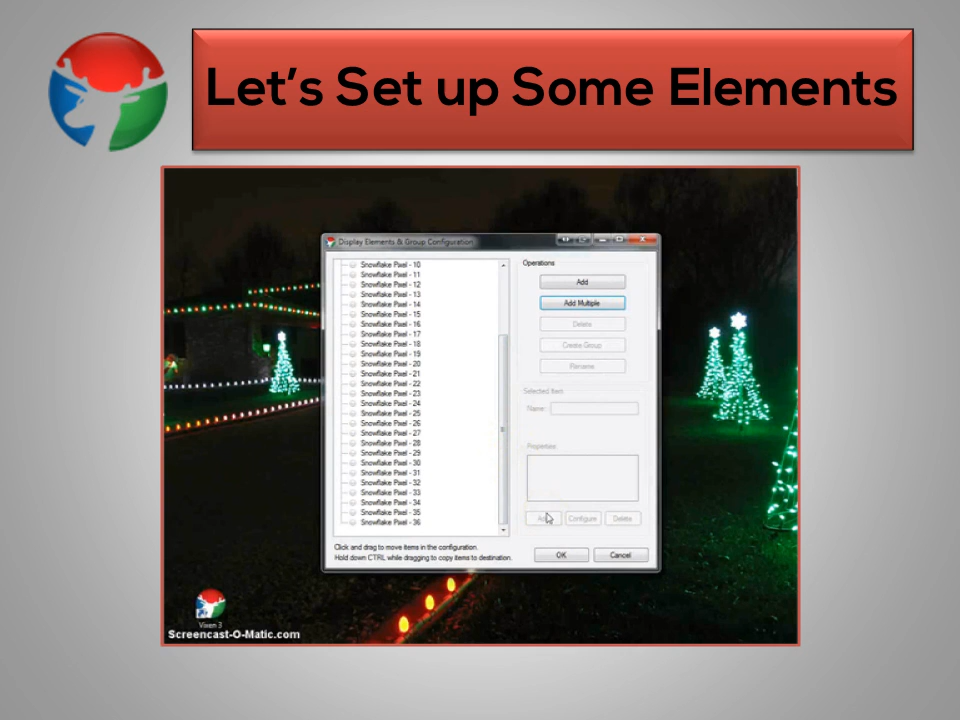 Let's Set up Some Elements
Display Elements & Group Configuration
Snowflake Pixel - 10
Snowflake Pixel - 11
Snowflake Pixel - 12
Snowflake Pixel - 13
Snowflake Pixel - 14
Snowflake Pixel - 15
Snowflake Pixel - 16
Snowflake Pixel - 17
Snowflake Pixel - 18
Snowflake Pixel - 19
Snowflake Pixel - 20
Snowflake Pixel - 21
Snowflake Pixel - 22
Snowflake Pixel - 23
Snowflake Pixel - 24
Snowflake Pixel - 25
Snowflake Pixel - 26
Snowflake Pixel - 27
Snowflake Pixel - 28
Snowflake Pixel - 29
Snowflake Pixel - 30
Snowflake Pixel - 31
Snowflake Pixel - 32
Snowflake Pixel - 33
Snowflake Pixel - 34
Snowflake Pixel - 35
Snowflake Pixel - 36
Click and drag to move items in the configuration.
Hold down CTRL while dragging to copy items to destination.
Operations
Add
Add Multiple
Delete
Create Group
Rename
Selected Item
Name:
Properties:
Add Configure Delete
OK Cancel
Vixen 3
Screencast-O-Matic.com